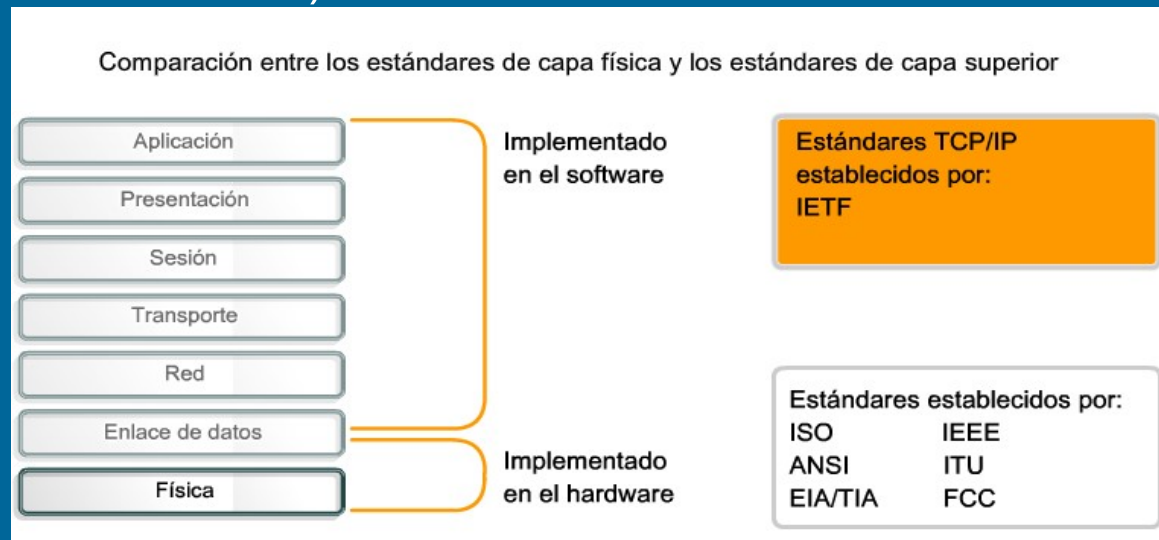 Comparación entre los estándares de capa física y los estándares de capa superior
Aplicación
Presentación
Sesión
Transporte
Red
Enlace de datos
Física
Implementado
en el software
Implementado
en el hardware
Estándares TCP/IP
establecidos por:
IETF
Estándares establecidos por:
ISO IEEE
ANSI ITU
EIA/TIA FCC